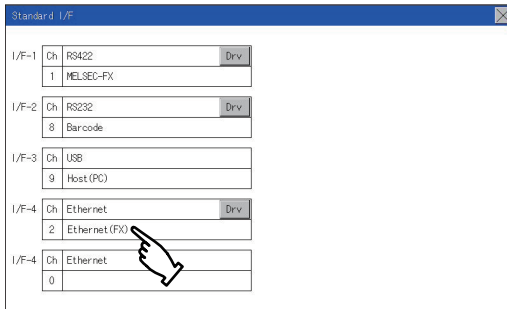 Standard I/F
I/F-1 Ch RS422 Drv
1 MELSEC-FX
I/F-2 Ch RS232 Drv
8 Barcode
I/F-3 Ch USB
9 Host(PC)
I/F-4 Ch Ethernet Drv
2 Ethernet(FX)
I/F-4 Ch Ethernet
0